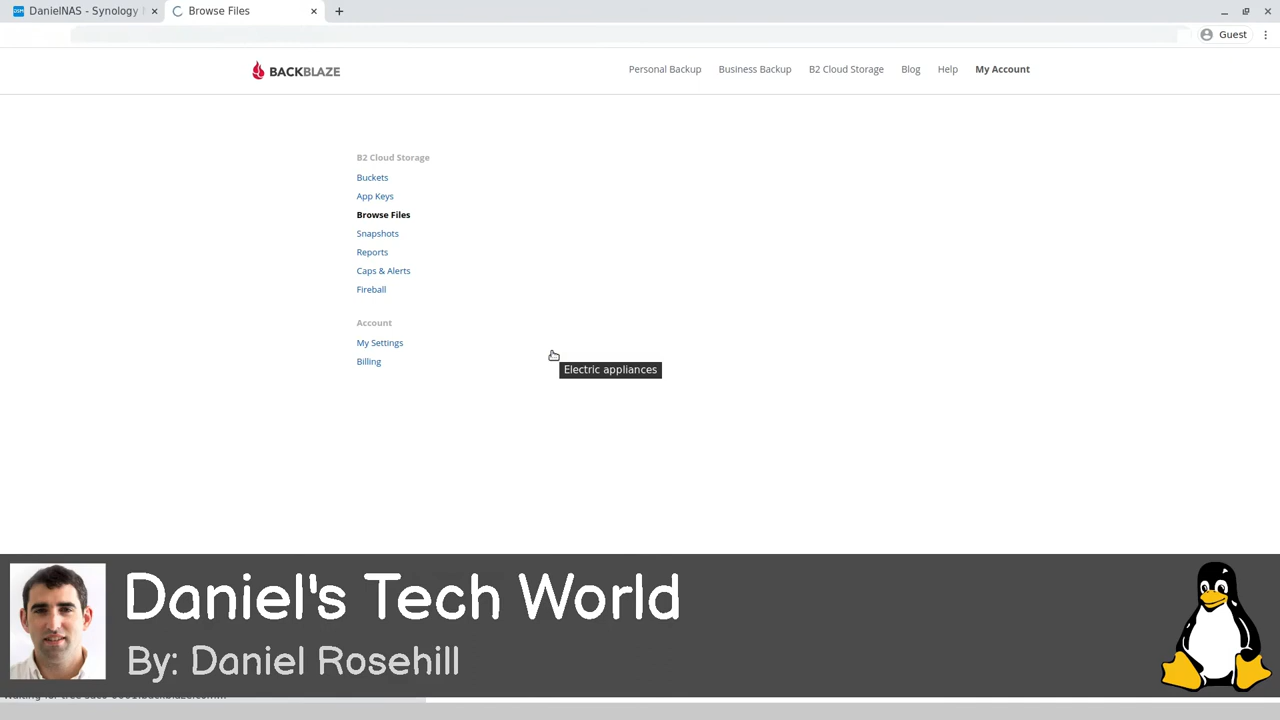 DanielNAS - Synology
Browse Files
Guest
BACKBLAZE
Personal Backup
Business Backup
B2 Cloud Storage
Blog
Help
My Account
B2 Cloud Storage
Buckets
App Keys
Browse Files
Snapshots
Reports
Caps & Alerts
Fireball
Account
My Settings
Billing
Electric appliances
Daniel's Tech World
By: Daniel Rosehill